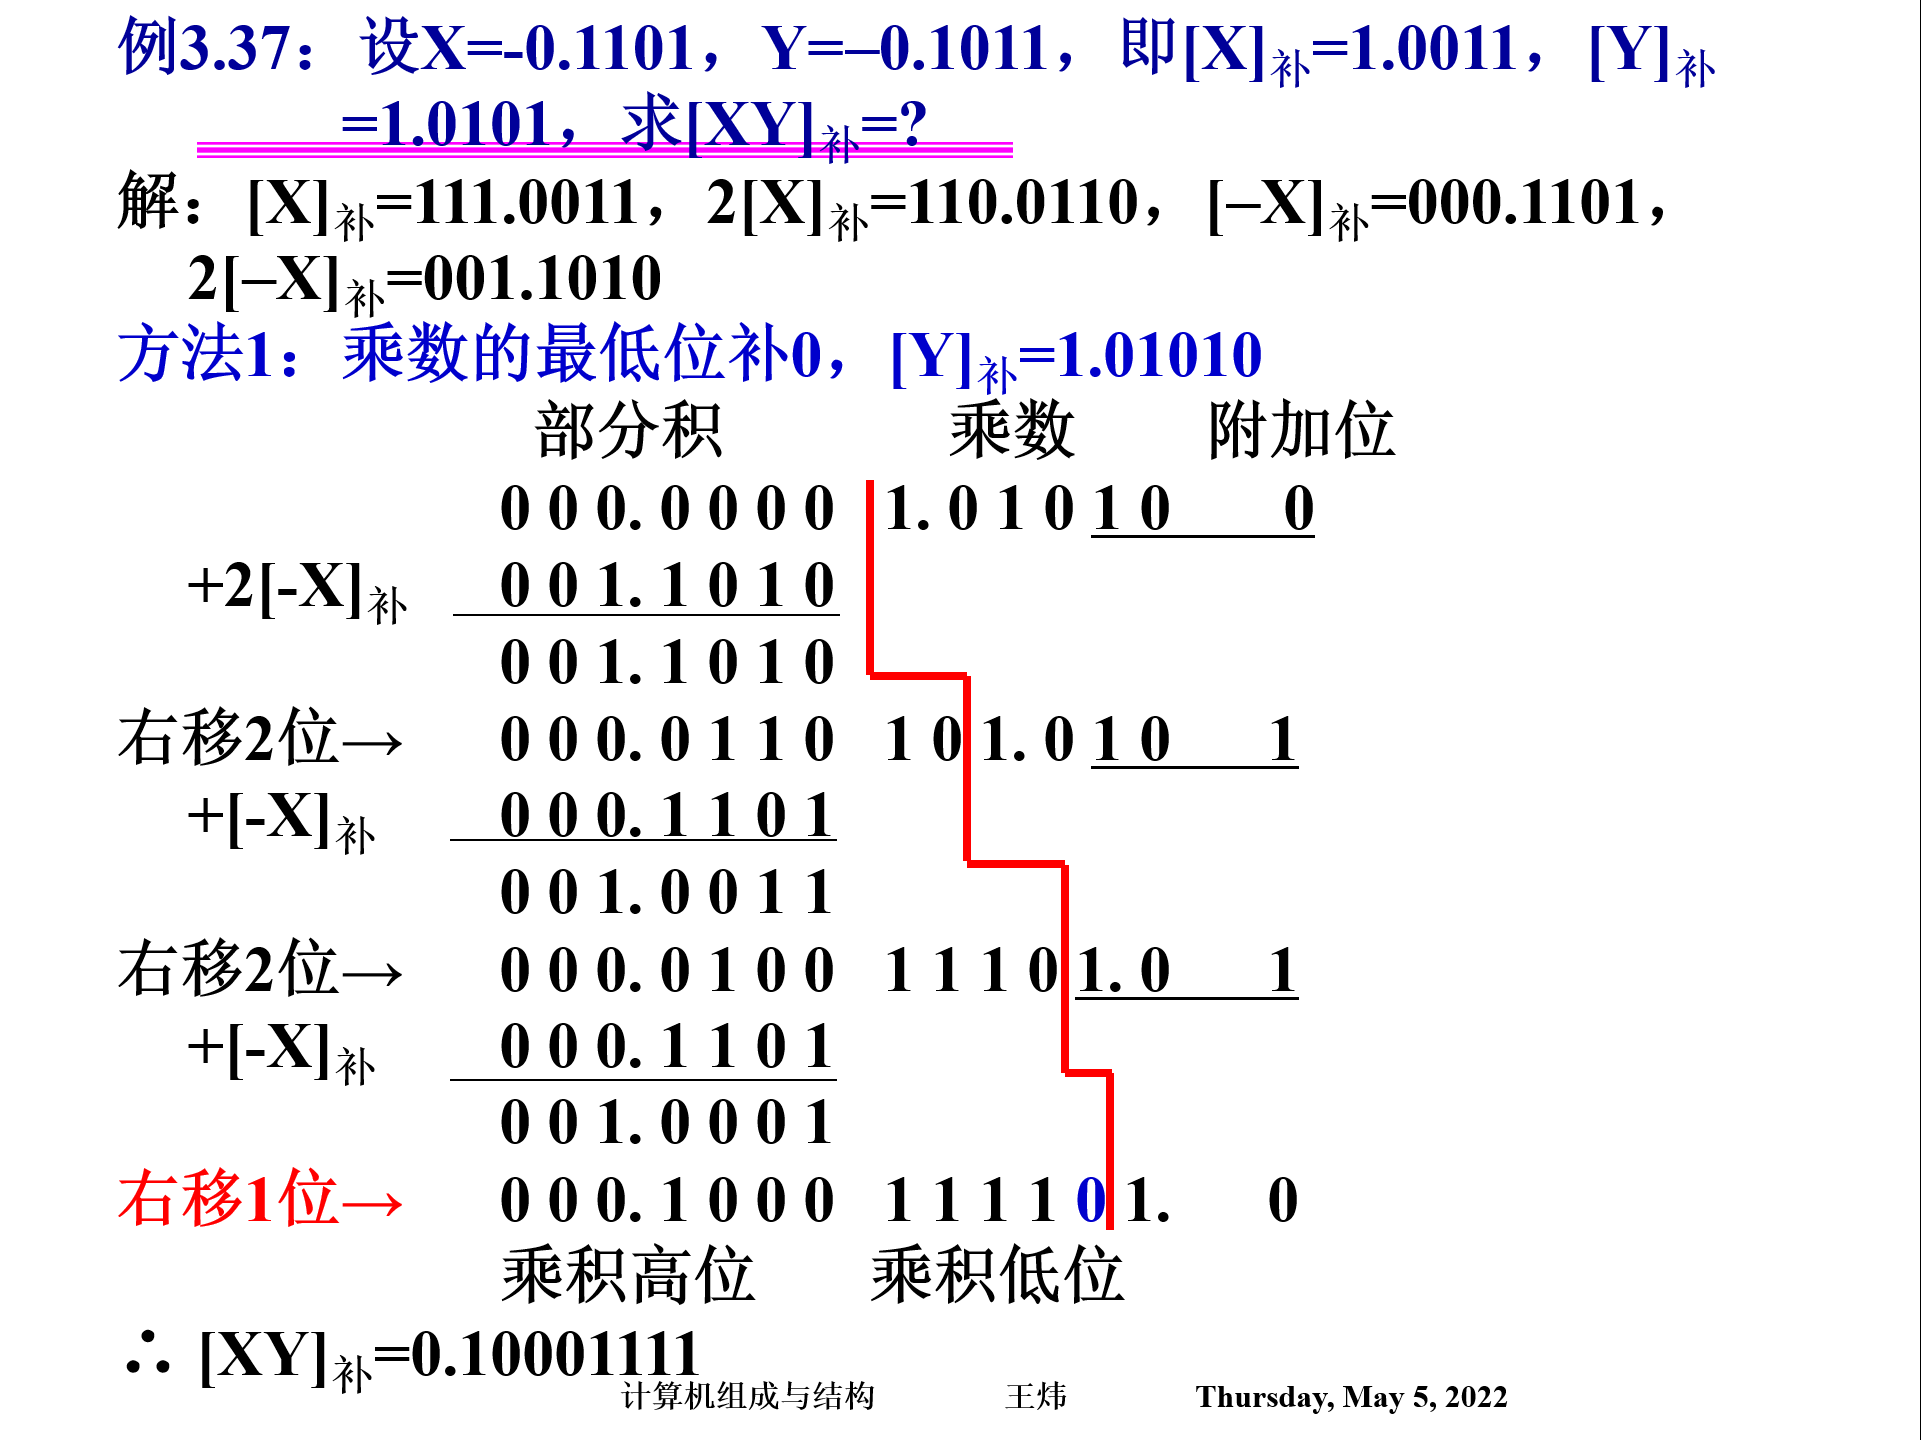 例3.37：设X=-0.1101，Y=–0.1011，即[X]补=1.0011，[Y]补
=1.0101，求[XY]补=?
解：[X]补=111.0011，2[X]补=110.0110，[–X]补=000.1101，
2[–X]补=001.1010
方法1：乘数的最低位补0，[Y]补=1.01010
部分积 乘数 附加位
0 0 0. 0 0 0 0 1. 0 1 0 1 0 0
+2[-X]补 0 0 1. 1 0 1 0
0 0 1. 1 0 1 0
右移2位→ 0 0 0. 0 1 1 0 1 0 1. 0 1 0 1
+[-X]补 0 0 0. 1 1 0 1
0 0 1. 0 0 1 1
右移2位→ 0 0 0. 0 1 0 0 1 1 1 0 1. 0 1
+[-X]补 0 0 0. 1 1 0 1
0 0 1. 0 0 0 1
右移1位→ 0 0 0. 1 0 0 0 1 1 1 1 0 1. 0
乘积高位 乘积低位
∴ [XY]补=0.10001111
计算机组成与结构 王炜 Thursday, May 5, 2022